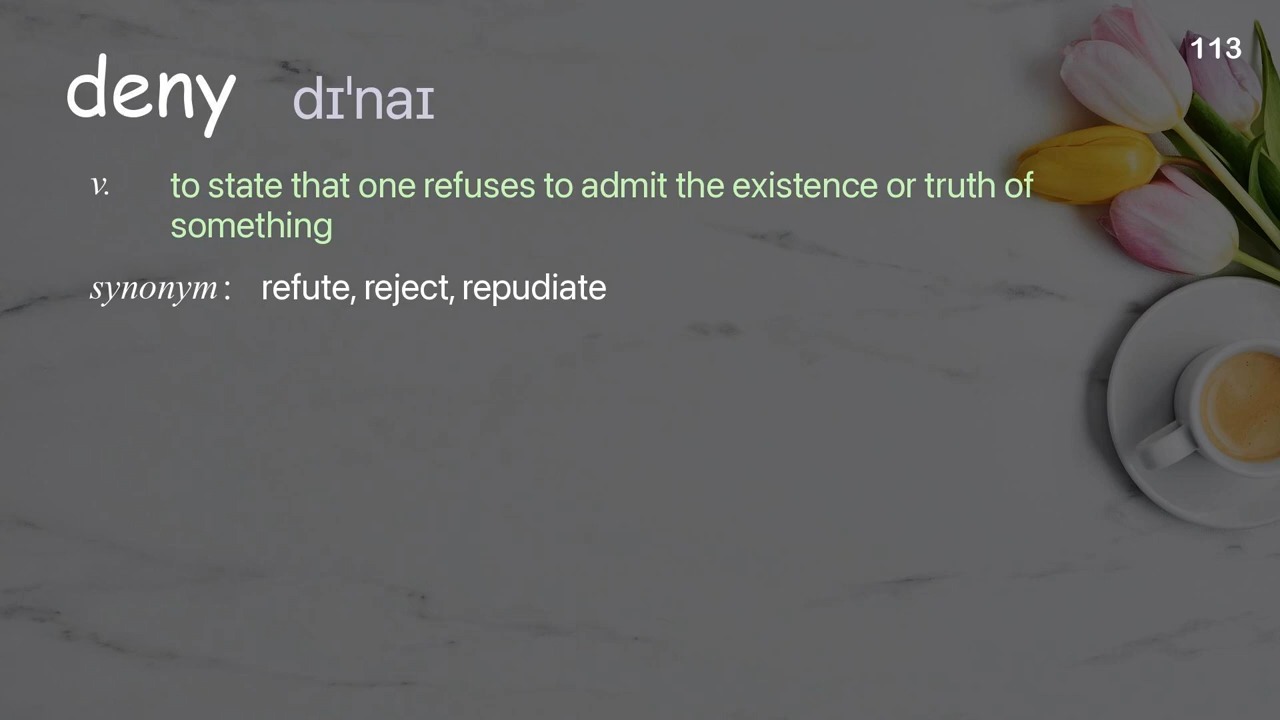 113
deny dɪˈnaɪ
v. to state that one refuses to admit the existence or truth of
something
synonym : refute, reject, repudiate